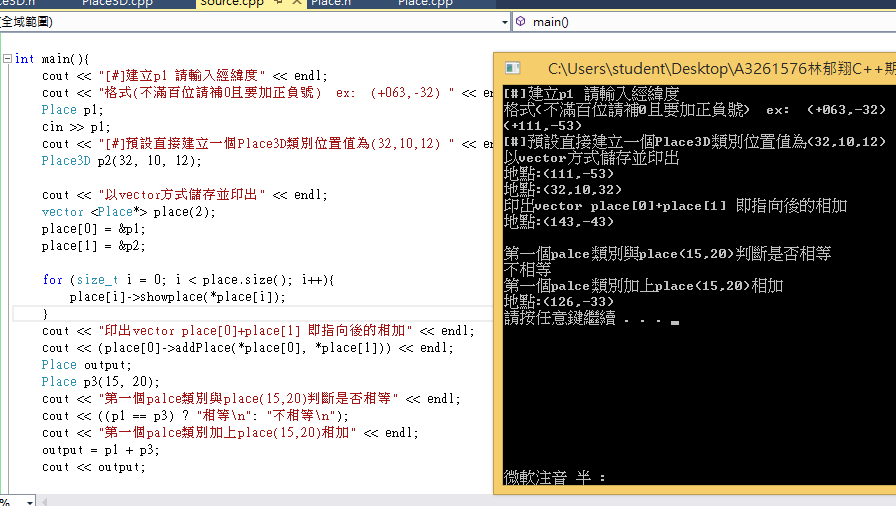 ce3D.h Place3D.cpp Source.cpp Place.h Place.cpp
(全域範圍) main()
int main(){
cout << "[#]建立p1 請輸入經緯度" << endl;
cout << "格式(不滿百位請補0且要加正負號) ex: (+063,-32) " << en
Place p1;
cin >> p1;
cout << "[#]預設直接建立一個Place3D類別位置值為(32,10,12) " << e
Place3D p2(32, 10, 12);
cout << "以vector方式儲存並印出" << endl;
vector <Place*> place(2);
place[0] = &p1;
place[1] = &p2;
for (size_t i = 0; i < place.size(); i++){
place[i]->showplace(*place[i]);
}
cout << "印出vector place[0]+place[1] 即指向後的相加" << endl;
cout << (place[0]->addPlace(*place[0], *place[1])) << endl;
Place output;
Place p3(15, 20);
cout << "第一個palce類別與place(15,20)判斷是否相等" << endl;
cout << ((p1 == p3) ? "相等\n": "不相等\n");
cout << "第一個palce類別加上place(15,20)相加" << endl;
output = p1 + p3;
cout << output;
%
C:\Users\student\Desktop\A3261576林郁翔C++期
[#]建立p1 請輸入經緯度
格式(不滿百位請補0且要加正負號) ex: (+063,-32)
(+111,-53)
[#]預設直接建立一個Place3D類別位置值為(32,10,12)
以vector方式儲存並印出
地點:(111,-53)
地點:(32,10,32)
印出vector place[0]+place[1] 即指向後的相加
地點:(143,-43)
第一個palce類別與place(15,20)判斷是否相等
不相等
第一個palce類別加上place(15,20)相加
地點:(126,-33)
請按任意鍵繼續 . . . _
微軟注音 半 :